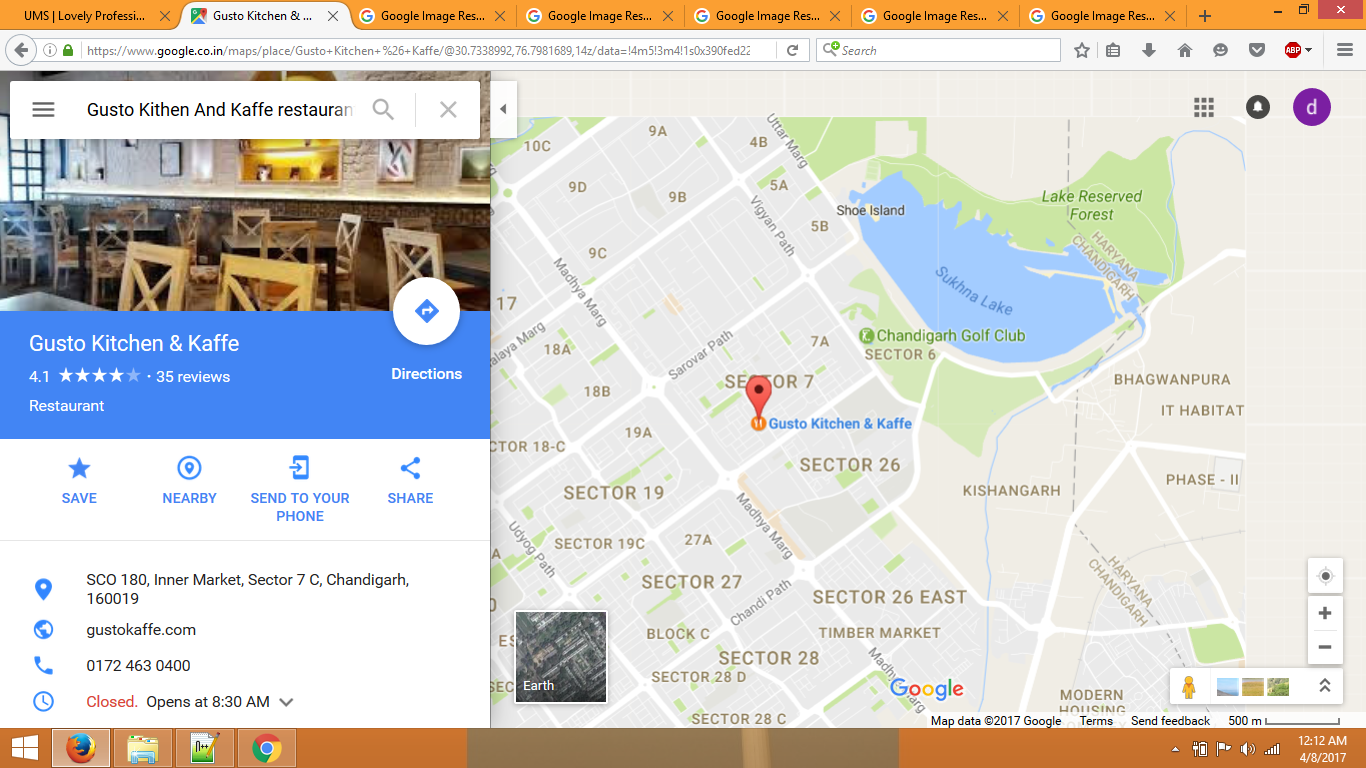 UMS | Lovely Professi...
Gusto Kitchen & ...
Google Image Res...
Google Image Res...
Google Image Res...
Google Image Res...
Google Image Res...
https://www.google.co.in/maps/place/Gusto+Kitchen+%26+Kaffe/@30.7338992,76.7981689,14z/data=!4m5!3m4!1s0x390fed22
Search
ABP
Gusto Kithen And Kaffe restauran
d
Gusto Kitchen & Kaffe
4.1 · 35 reviews
Directions
Restaurant
SAVE
NEARBY
SEND TO YOUR
PHONE
SHARE
SCO 180, Inner Market, Sector 7 C, Chandigarh,
160019
gustokaffe.com
0172 463 0400
Closed. Opens at 8:30 AM
10C
9A
4B
Uttar Marg
9D
9B
5A
5B
Vigyan Path
Shoe Island
Lake Reserved
Forest
HARYANA
CHANDIGARH
9C
Madhya Marg
Sukhna Lake
17
alaya Marg
18A
Sarovar Path
7A
Chandigarh Golf Club
SECTOR 6
SECTOR 7
18B
Gusto Kitchen & Kaffe
BHAGWANPURA
IT HABITAT
CTOR 18-C
19A
SECTOR 26
SECTOR 19
KISHANGARH
PHASE - II
Madhya Marg
Udyog Path
SECTOR 19C
27A
HARYANA
CHANDIGARH
SECTOR 27
Chandi Path
SECTOR 26 EAST
BLOCK C
TIMBER MARKET
SECTOR 28
Madhya Marg
SECTOR 28 D
SECTOR 28 C
MODERN
HOUSING
Earth
Google
Map data ©2017 Google
Terms
Send feedback
500 m
12:12 AM
4/8/2017